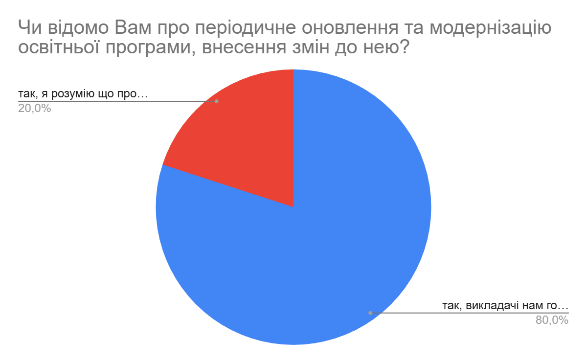 Чи відомо Вам про періодичне оновлення та модернізацію
освітньої програми, внесення змін до нею?
так, я розумію що про…
20,0%
так, викладачі нам го…
80,0%